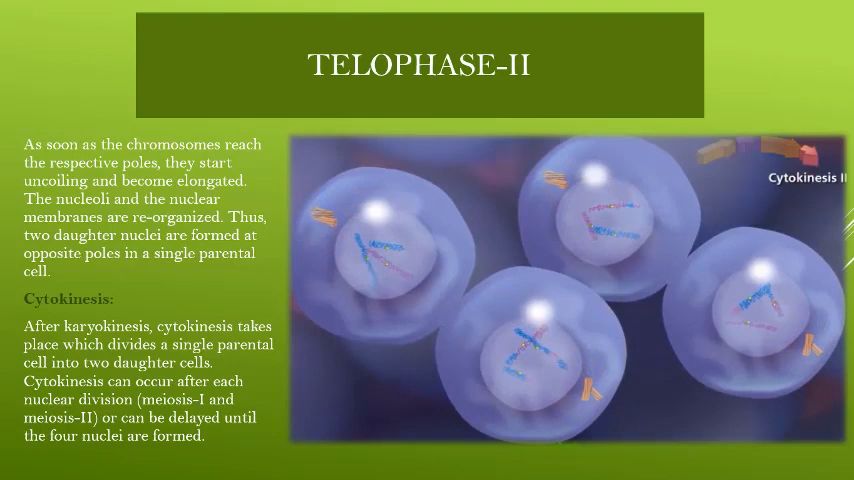 TELOPHASE-II
As soon as the chromosomes reach
the respective poles, they start
uncoiling and become elongated.
The nucleoli and the nuclear
membranes are re-organized. Thus,
two daughter nuclei are formed at
opposite poles in a single parental
cell.
Cytokinesis:
After karyokinesis, cytokinesis takes
place which divides a single parental
cell into two daughter cells.
Cytokinesis can occur after each
nuclear division (meiosis-I and
meiosis-II) or can be delayed until
the four nuclei are formed.
Cytokinesis II